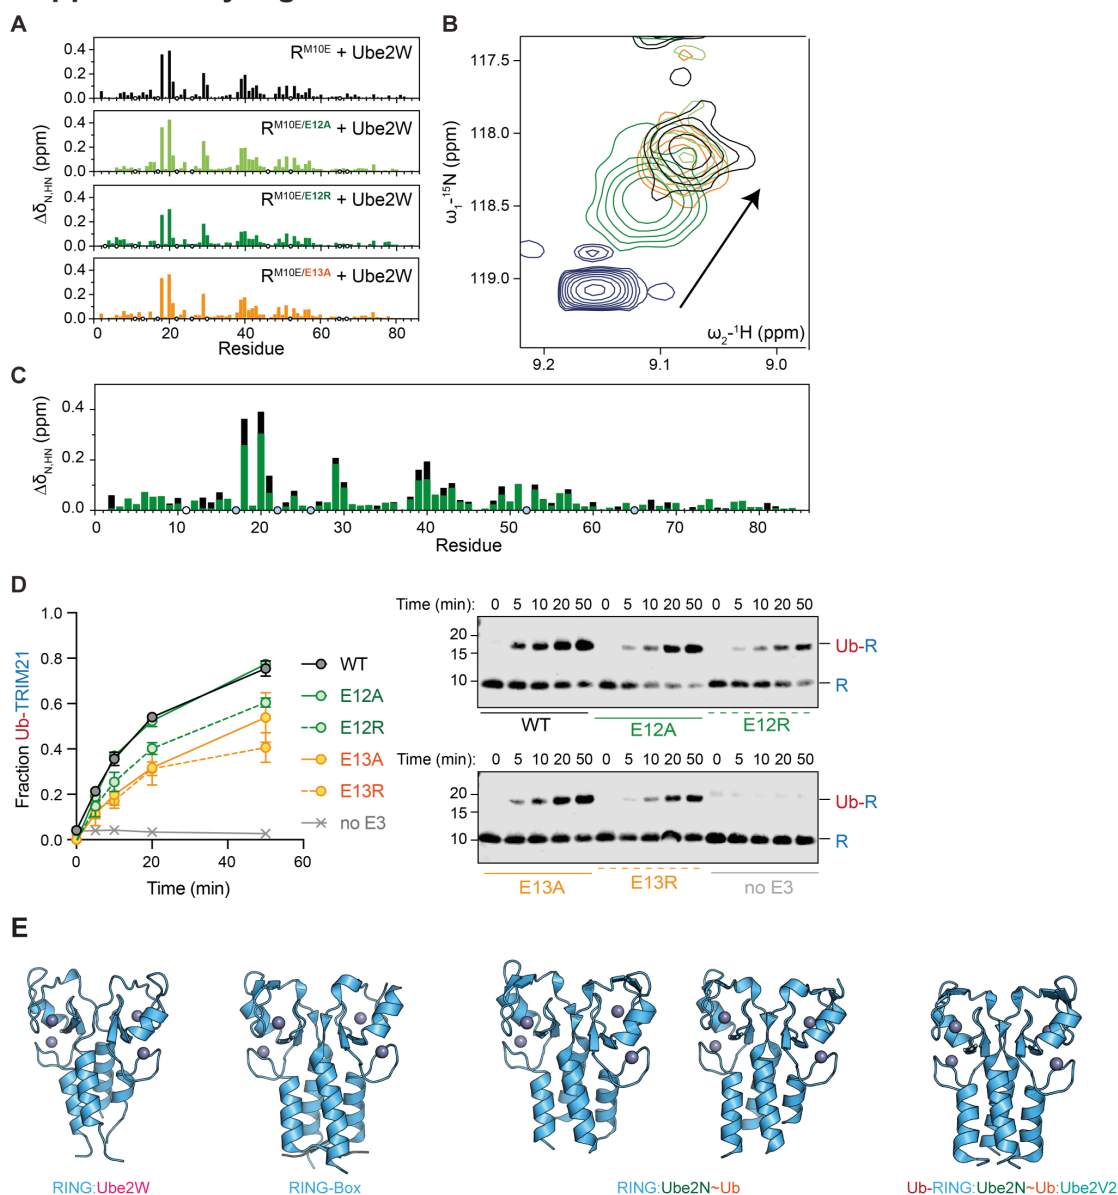 A
0.4
0.2
0.0
R^M10E + Ube2W
0.4
0.2
0.0
R^M10E/E12A + Ube2W
0.4
0.2
0.0
R^M10E/E12R + Ube2W
0.4
0.2
0.0
R^M10E/E13A + Ube2W
20 40 60 80
Residue
Δδ_N,HN (ppm)
B
117.5
118.0
118.5
119.0
ω₁-¹⁵N (ppm)
ω₂-¹H (ppm)
9.2 9.1 9.0
C
0.4
0.2
0.0
Δδ_N,HN (ppm)
0 10 20 30 40 50 60 70 80
Residue
D
1.0
0.8
0.6
0.4
0.2
0.0
Fraction Ub-TRIM21
0 20 40 60
Time (min)
WT
E12A
E12R
E13A
E13R
no E3
Time (min): 0 5 10 20 50 0 5 10 20 50 0 5 10 20 50
20
15
10
Ub-R
R
WT E12A E12R
Time (min): 0 5 10 20 50 0 5 10 20 50 0 5 10 20 50
20
15
10
Ub-R
R
E13A E13R no E3
E
RING:Ube2W
RING-Box
RING:Ube2N~Ub
Ub-RING:Ube2N~Ub:Ube2V2